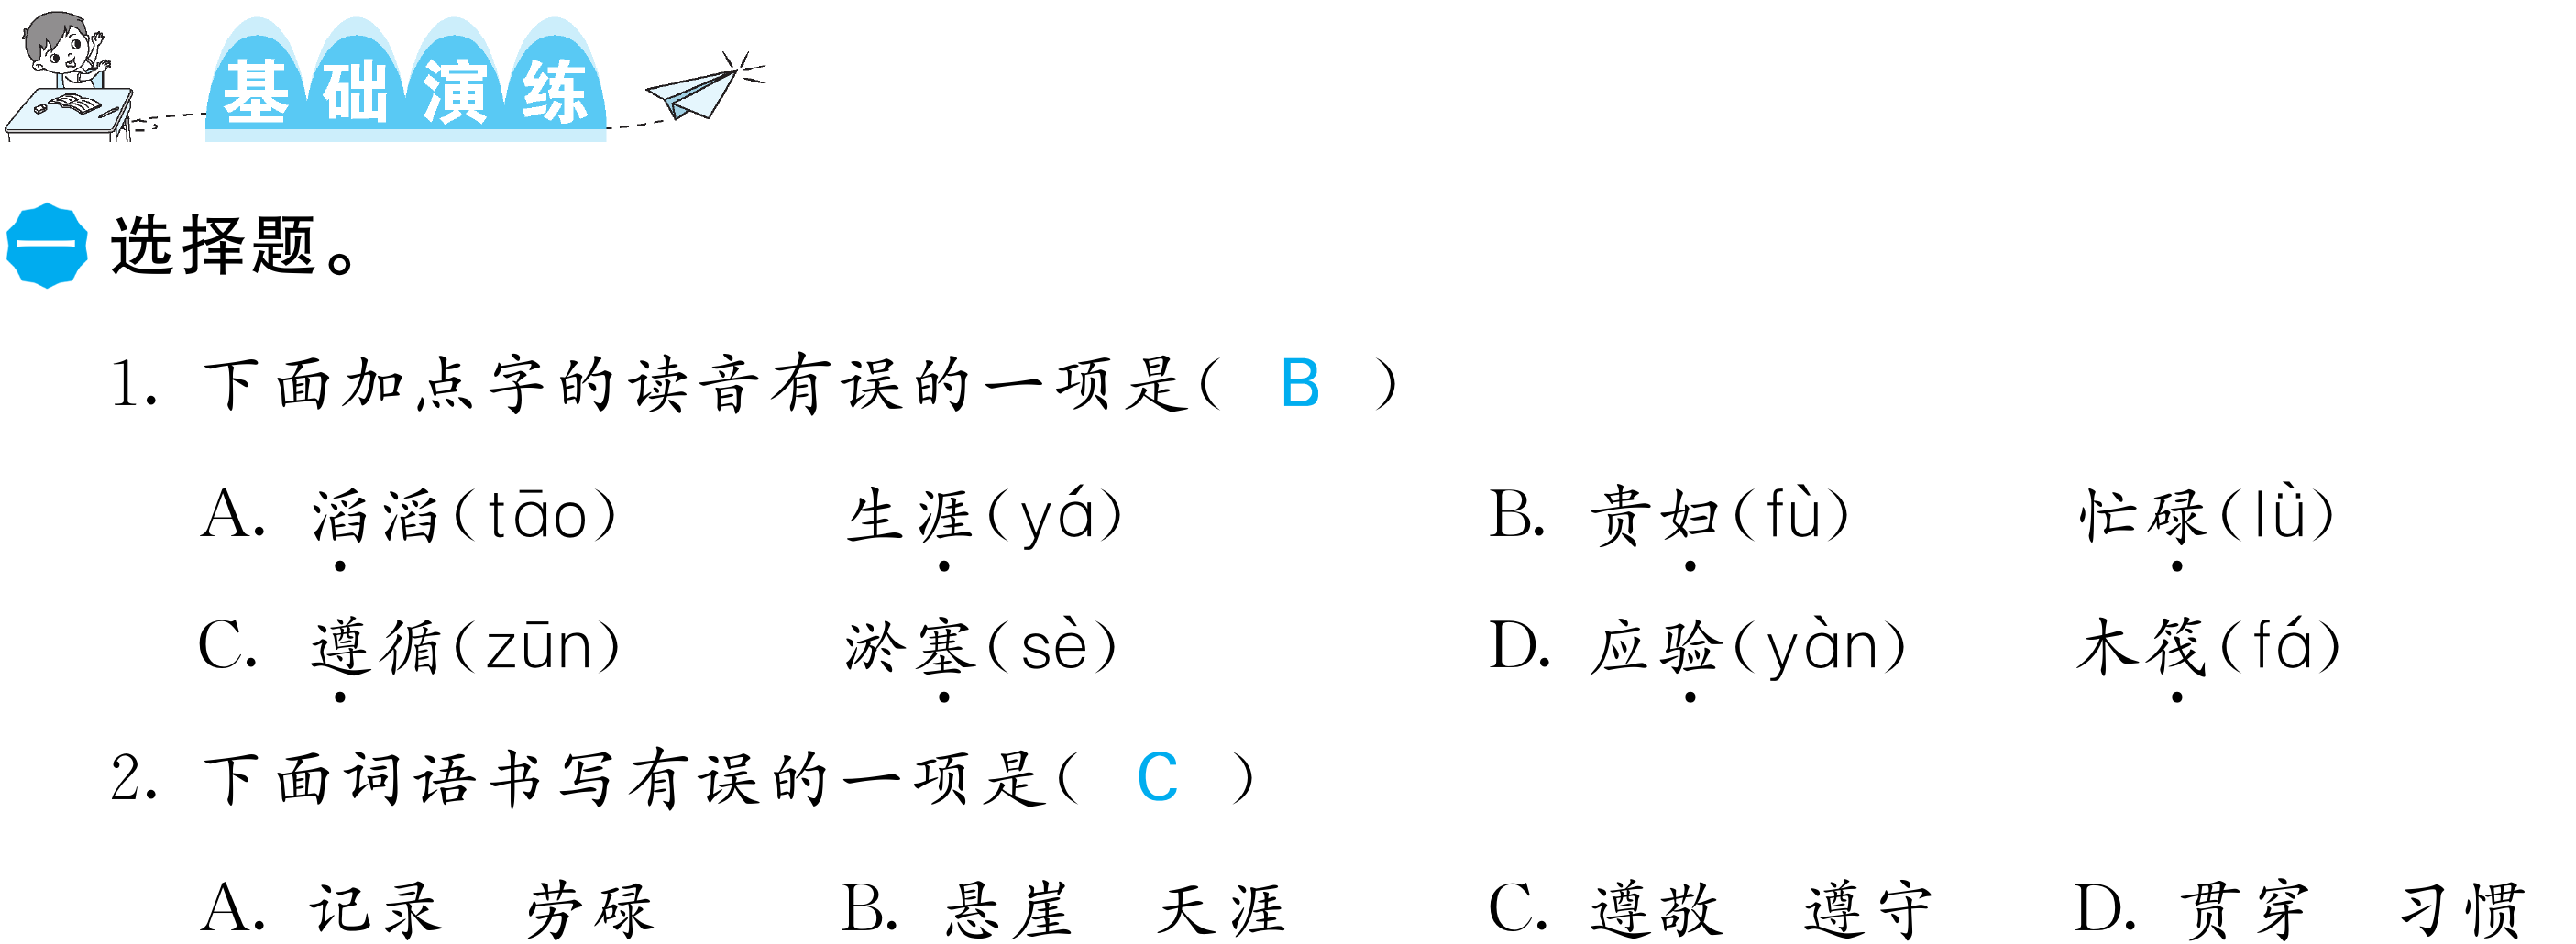 基础演练
一 选择题。
1. 下面加点字的读音有误的一项是( B )
A. 滔滔(tāo) 生涯(yá) B. 贵妇(fù) 忙碌(lǜ)
C. 遵循(zūn) 淤塞(sè) D. 应验(yàn) 木筏(fá)
2. 下面词语书写有误的一项是( C )
A. 记录 劳碌 B. 悬崖 天涯 C. 遵敬 遵守 D. 贯穿 习惯